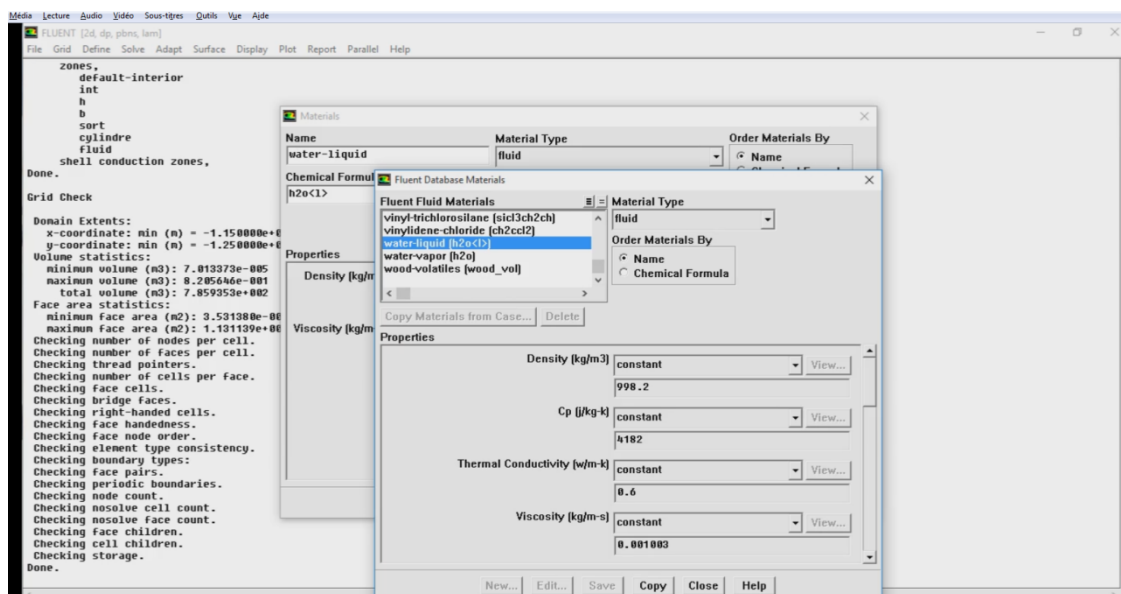 Média Lecture Audio Vidéo Sous-titres Outils Vue Aide
FLUENT [2d, dp, pbns, lam]
File Grid Define Solve Adapt Surface Display Plot Report Parallel Help
zones,
default-interior
int
h
b
sort
cylindre
fluid
shell conduction zones,
Done.
Grid Check
Domain Extents:
x-coordinate: min (m) = -1.150000e+
y-coordinate: min (m) = -1.250000e+
Volume statistics:
minimum volume (m3): 7.013373e-005
maximum volume (m3): 8.205646e-001
total volume (m3): 7.859353e+002
Face area statistics:
minimum face area (m2): 3.531380e-00
maximum face area (m2): 1.131139e+00
Checking number of nodes per cell.
Checking number of faces per cell.
Checking thread pointers.
Checking number of cells per face.
Checking face cells.
Checking bridge faces.
Checking right-handed cells.
Checking face handedness.
Checking face node order.
Checking element type consistency.
Checking boundary types:
Checking face pairs.
Checking periodic boundaries.
Checking node count.
Checking nosolve cell count.
Checking nosolve face count.
Checking face children.
Checking cell children.
Checking storage.
Done.
Materials
Name Material Type Order Materials By
water-liquid fluid Name
Chemical Formul
h2o<l>
Properties
Density (kg/m
Viscosity (kg/m
Fluent Database Materials
Fluent Fluid Materials Material Type
vinyl-trichlorosilane (sicl3ch2ch) fluid
vinylidene-chloride (ch2ccl2)
water-liquid (h2o<l>) Order Materials By
water-vapor (h2o) Name
wood-volatiles (wood_vol) Chemical Formula
Copy Materials from Case... Delete
Properties
Density (kg/m3) constant View...
998.2
Cp (j/kg-k) constant View...
4182
Thermal Conductivity (w/m-k) constant View...
0.6
Viscosity (kg/m-s) constant View...
0.001003
New... Edit... Save Copy Close Help